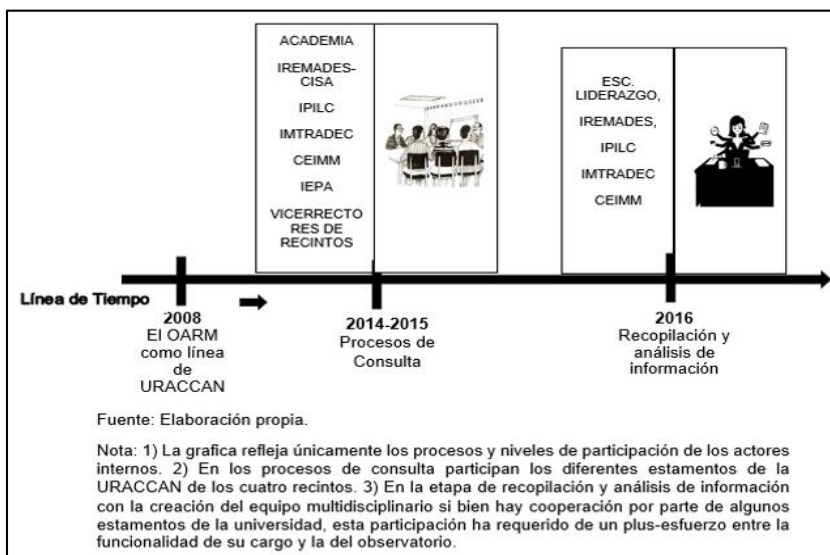 ACADEMIA
IREMADES-
CISA
IPILC
IMTRADEC
CEIMM
IEPA
VICERRECTO
RES DE
RECINTOS
ESC.
LIDERAZGO,
IREMADES,
IPILC
IMTRADEC
CEIMM
Línea de Tiempo
2008
El OARM
como línea
de
URACCAN
2014-2015
Procesos de
Consulta
2016
Recopilación y
análisis de
información
Fuente: Elaboración propia.
Nota: 1) La grafica refleja únicamente los procesos y niveles de participación de los actores
internos. 2) En los procesos de consulta participan los diferentes estamentos de la
URACCAN de los cuatro recintos. 3) En la etapa de recopilación y análisis de información
con la creación del equipo multidisciplinario si bien hay cooperación por parte de algunos
estamentos de la universidad, esta participación ha requerido de un plus-esfuerzo entre la
funcionalidad de su cargo y la del observatorio.